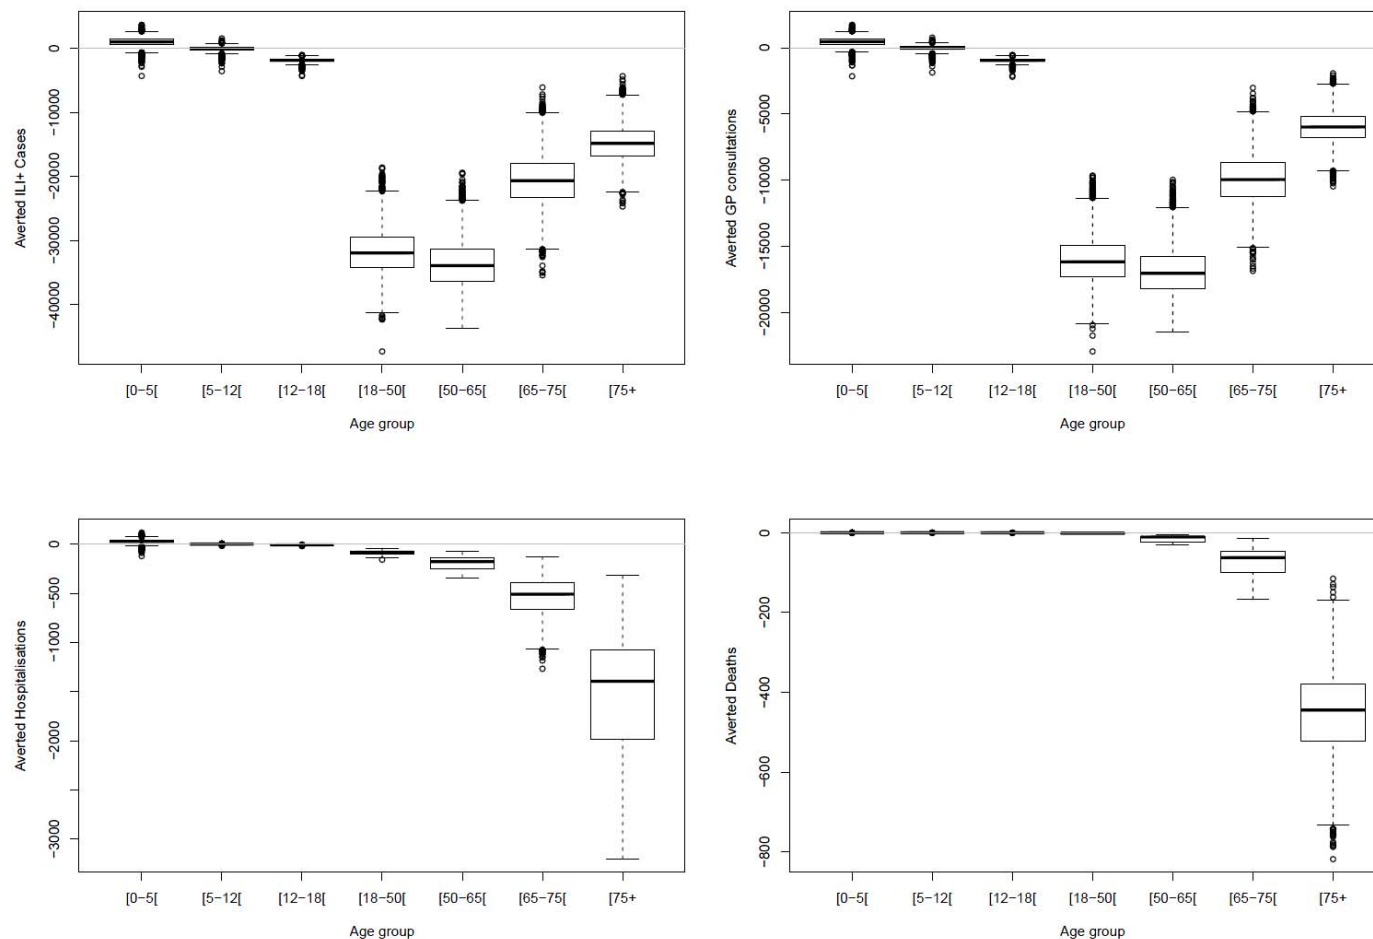 Averted ILI+ Cases
0
−10000
−20000
−30000
−40000
[0−5[ [5−12[ [12−18[ [18−50[ [50−65[ [65−75[ [75+
Age group
Averted GP consultations
0
−5000
−10000
−15000
−20000
[0−5[ [5−12[ [12−18[ [18−50[ [50−65[ [65−75[ [75+
Age group
Averted Hospitalisations
0
−500
−1000
−2000
−3000
[0−5[ [5−12[ [12−18[ [18−50[ [50−65[ [65−75[ [75+
Age group
Averted Deaths
0
−200
−400
−600
−800
[0−5[ [5−12[ [12−18[ [18−50[ [50−65[ [65−75[ [75+
Age group